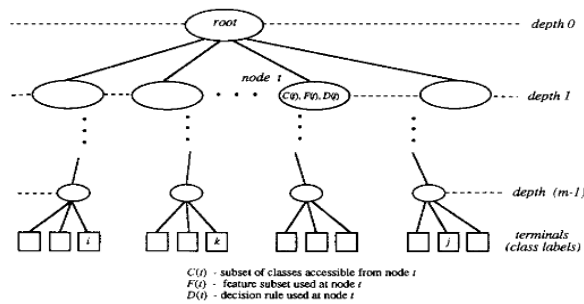 root
depth 0
node t
C(t), F(t), D(t)
depth 1
depth (m-1)
i
k
j
terminals
(class labels)
C(t) - subset of classes accessible from node t
F(t) - feature subset used at node t
D(t) - decision rule used at node t